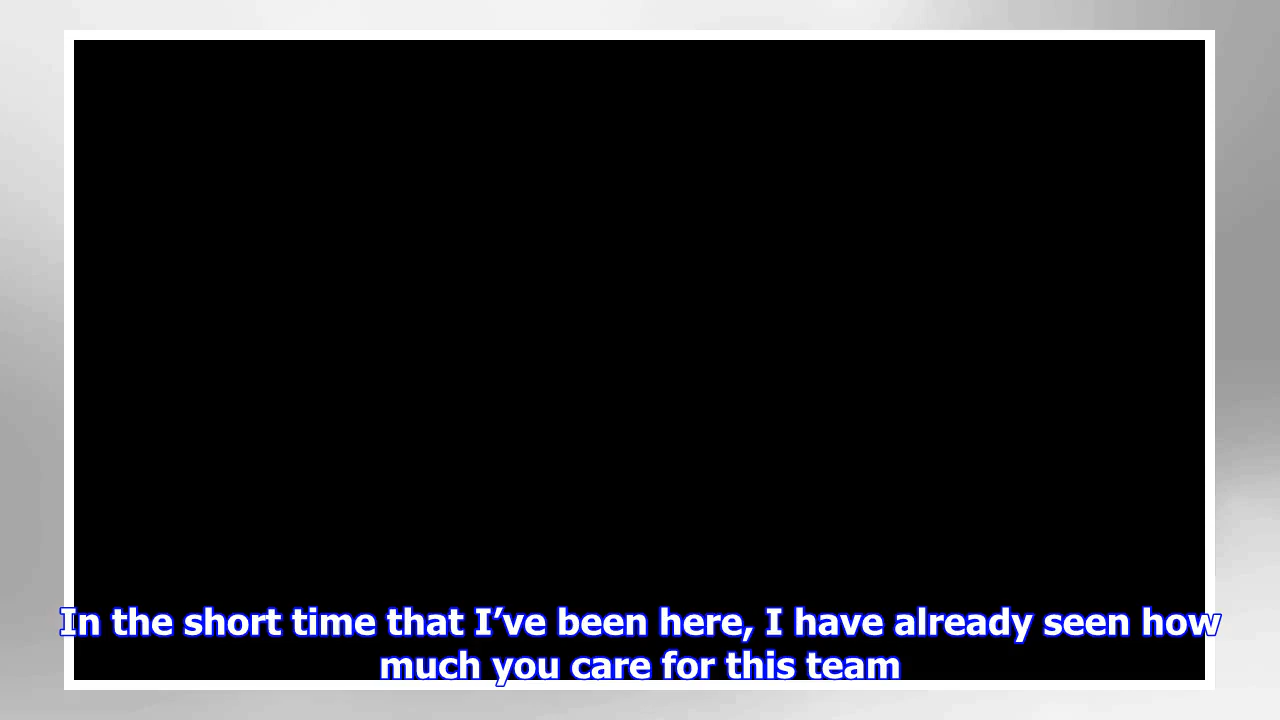 In the short time that I’ve been here, I have already seen how
much you care for this team